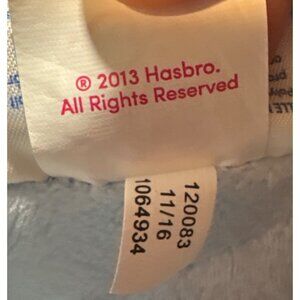 ® 2013 Hasbro.
All Rights Reserved
120083
11/16
1064934